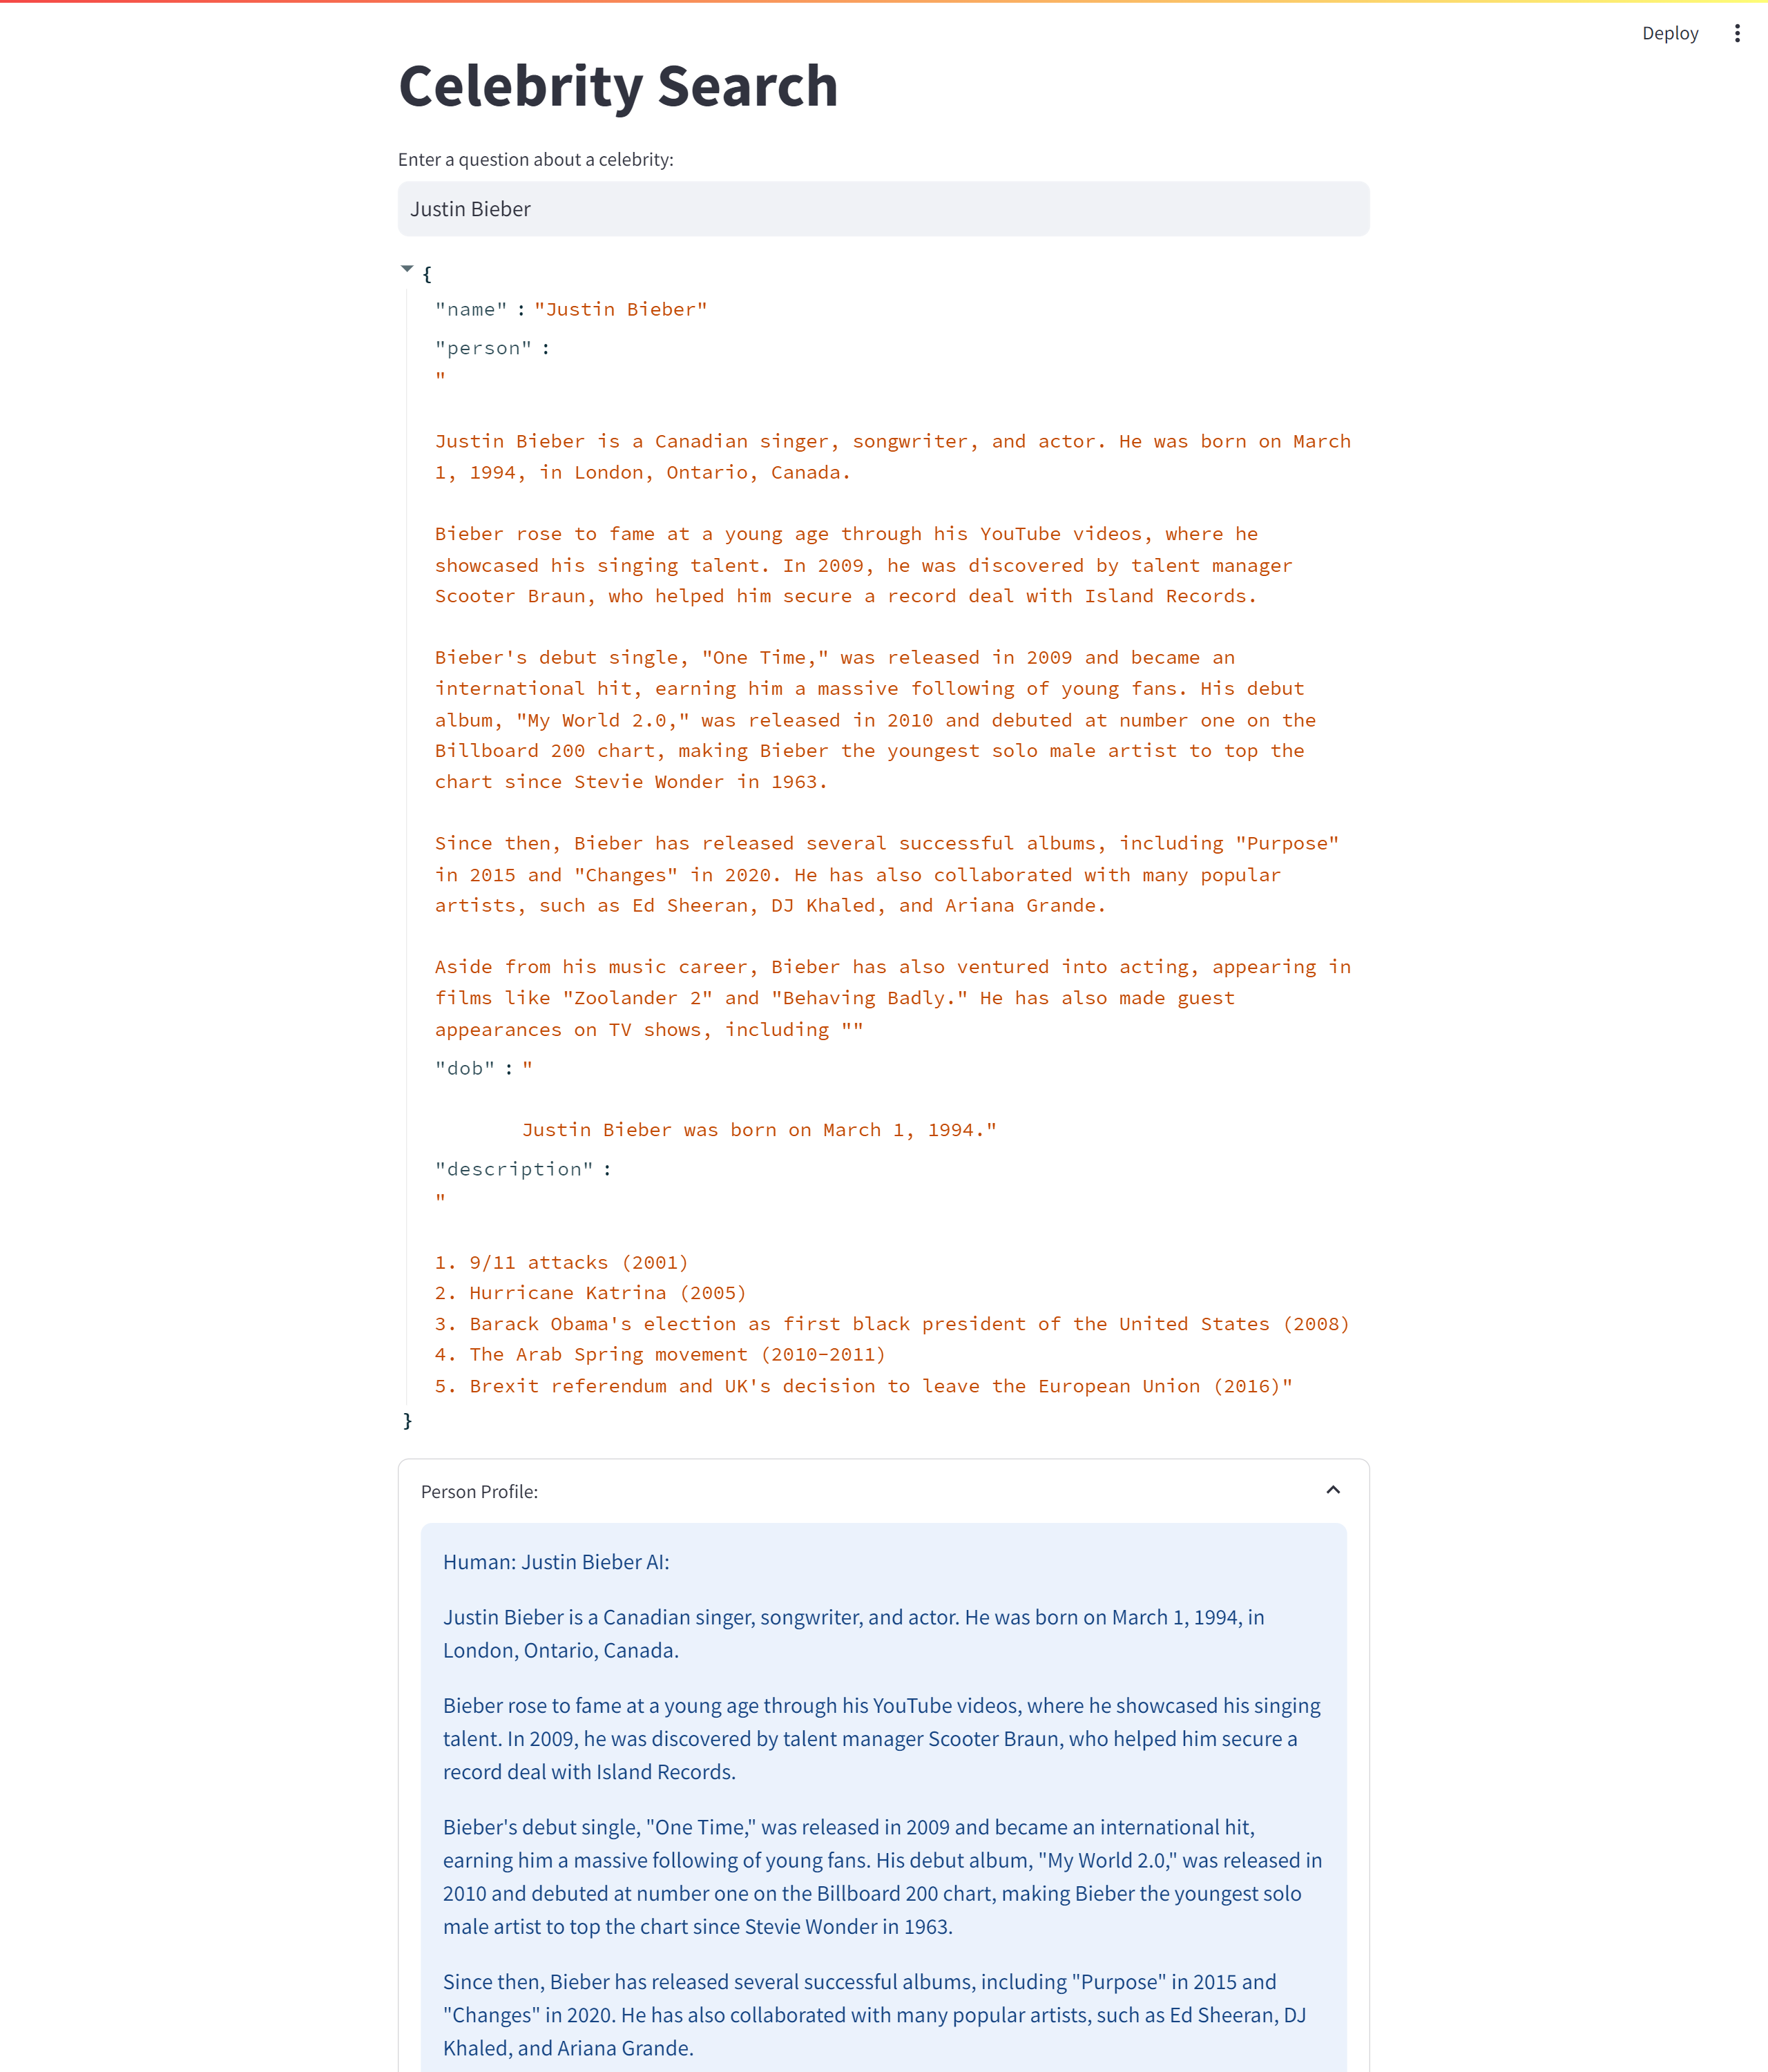 Deploy
Celebrity Search
Enter a question about a celebrity:
Justin Bieber
{
"name" : "Justin Bieber"
"person" :
"
Justin Bieber is a Canadian singer, songwriter, and actor. He was born on March
1, 1994, in London, Ontario, Canada.
Bieber rose to fame at a young age through his YouTube videos, where he
showcased his singing talent. In 2009, he was discovered by talent manager
Scooter Braun, who helped him secure a record deal with Island Records.
Bieber's debut single, "One Time," was released in 2009 and became an
international hit, earning him a massive following of young fans. His debut
album, "My World 2.0," was released in 2010 and debuted at number one on the
Billboard 200 chart, making Bieber the youngest solo male artist to top the
chart since Stevie Wonder in 1963.
Since then, Bieber has released several successful albums, including "Purpose"
in 2015 and "Changes" in 2020. He has also collaborated with many popular
artists, such as Ed Sheeran, DJ Khaled, and Ariana Grande.
Aside from his music career, Bieber has also ventured into acting, appearing in
films like "Zoolander 2" and "Behaving Badly." He has also made guest
appearances on TV shows, including ""
"dob" : "
Justin Bieber was born on March 1, 1994."
"description" :
"
1. 9/11 attacks (2001)
2. Hurricane Katrina (2005)
3. Barack Obama's election as first black president of the United States (2008)
4. The Arab Spring movement (2010-2011)
5. Brexit referendum and UK's decision to leave the European Union (2016)"
}
Person Profile:
Human: Justin Bieber AI:
Justin Bieber is a Canadian singer, songwriter, and actor. He was born on March 1, 1994, in
London, Ontario, Canada.
Bieber rose to fame at a young age through his YouTube videos, where he showcased his singing
talent. In 2009, he was discovered by talent manager Scooter Braun, who helped him secure a
record deal with Island Records.
Bieber's debut single, "One Time," was released in 2009 and became an international hit,
earning him a massive following of young fans. His debut album, "My World 2.0," was released in
2010 and debuted at number one on the Billboard 200 chart, making Bieber the youngest solo
male artist to top the chart since Stevie Wonder in 1963.
Since then, Bieber has released several successful albums, including "Purpose" in 2015 and
"Changes" in 2020. He has also collaborated with many popular artists, such as Ed Sheeran, DJ
Khaled, and Ariana Grande.